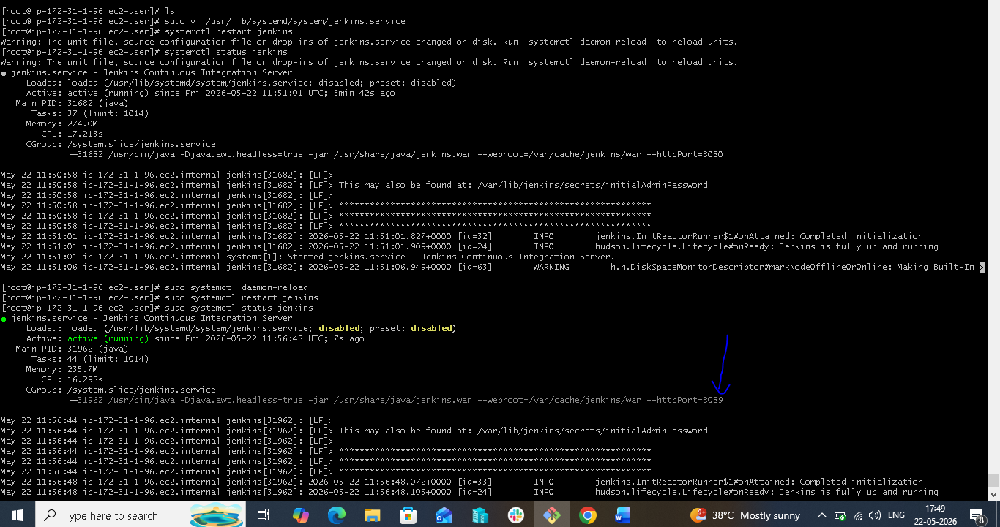 [root@ip-172-31-1-96 ec2-user]# ls
[root@ip-172-31-1-96 ec2-user]# sudo vi /usr/lib/systemd/system/jenkins.service
[root@ip-172-31-1-96 ec2-user]# systemctl restart jenkins
Warning: The unit file, source configuration file or drop-ins of jenkins.service changed on disk. Run 'systemctl daemon-reload' to reload units.
[root@ip-172-31-1-96 ec2-user]# systemctl status jenkins
Warning: The unit file, source configuration file or drop-ins of jenkins.service changed on disk. Run 'systemctl daemon-reload' to reload units.
● jenkins.service - Jenkins Continuous Integration Server
Loaded: loaded (/usr/lib/systemd/system/jenkins.service; disabled; preset: disabled)
Active: active (running) since Fri 2026-05-22 11:51:01 UTC; 3min 42s ago
Main PID: 31682 (java)
Tasks: 37 (limit: 1014)
Memory: 274.0M
CPU: 17.213s
CGroup: /system.slice/jenkins.service
└─31682 /usr/bin/java -Djava.awt.headless=true -jar /usr/share/java/jenkins.war --webroot=/var/cache/jenkins/war --httpPort=8080
May 22 11:50:58 ip-172-31-1-96.ec2.internal jenkins[31682]: [LF]>
May 22 11:50:58 ip-172-31-1-96.ec2.internal jenkins[31682]: [LF]> This may also be found at: /var/lib/jenkins/secrets/initialAdminPassword
May 22 11:50:58 ip-172-31-1-96.ec2.internal jenkins[31682]: [LF]>
May 22 11:50:58 ip-172-31-1-96.ec2.internal jenkins[31682]: [LF]> *************************************************************
May 22 11:50:58 ip-172-31-1-96.ec2.internal jenkins[31682]: [LF]> *************************************************************
May 22 11:50:58 ip-172-31-1-96.ec2.internal jenkins[31682]: [LF]> *************************************************************
May 22 11:51:01 ip-172-31-1-96.ec2.internal jenkins[31682]: 2026-05-22 11:51:01.827+0000 [id=32] INFO jenkins.InitReactorRunner$1#onAttained: Completed initialization
May 22 11:51:01 ip-172-31-1-96.ec2.internal jenkins[31682]: 2026-05-22 11:51:01.909+0000 [id=24] INFO hudson.lifecycle.Lifecycle#onReady: Jenkins is fully up and running
May 22 11:51:01 ip-172-31-1-96.ec2.internal systemd[1]: Started jenkins.service - Jenkins Continuous Integration Server.
May 22 11:51:06 ip-172-31-1-96.ec2.internal jenkins[31682]: 2026-05-22 11:51:06.949+0000 [id=63] WARNING h.n.DiskSpaceMonitorDescriptor#markNodeOfflineOrOnline: Making Built-In >
[root@ip-172-31-1-96 ec2-user]# sudo systemctl daemon-reload
[root@ip-172-31-1-96 ec2-user]# sudo systemctl restart jenkins
[root@ip-172-31-1-96 ec2-user]# sudo systemctl status jenkins
● jenkins.service - Jenkins Continuous Integration Server
Loaded: loaded (/usr/lib/systemd/system/jenkins.service; disabled; preset: disabled)
Active: active (running) since Fri 2026-05-22 11:56:48 UTC; 7s ago
Main PID: 31962 (java)
Tasks: 44 (limit: 1014)
Memory: 235.7M
CPU: 16.298s
CGroup: /system.slice/jenkins.service
└─31962 /usr/bin/java -Djava.awt.headless=true -jar /usr/share/java/jenkins.war --webroot=/var/cache/jenkins/war --httpPort=8089
May 22 11:56:44 ip-172-31-1-96.ec2.internal jenkins[31962]: [LF]>
May 22 11:56:44 ip-172-31-1-96.ec2.internal jenkins[31962]: [LF]> This may also be found at: /var/lib/jenkins/secrets/initialAdminPassword
May 22 11:56:44 ip-172-31-1-96.ec2.internal jenkins[31962]: [LF]>
May 22 11:56:44 ip-172-31-1-96.ec2.internal jenkins[31962]: [LF]> *************************************************************
May 22 11:56:44 ip-172-31-1-96.ec2.internal jenkins[31962]: [LF]> *************************************************************
May 22 11:56:44 ip-172-31-1-96.ec2.internal jenkins[31962]: [LF]> *************************************************************
May 22 11:56:48 ip-172-31-1-96.ec2.internal jenkins[31962]: 2026-05-22 11:56:48.072+0000 [id=33] INFO jenkins.InitReactorRunner$1#onAttained: Completed initialization
May 22 11:56:48 ip-172-31-1-96.ec2.internal jenkins[31962]: 2026-05-22 11:56:48.105+0000 [id=24] INFO hudson.lifecycle.Lifecycle#onReady: Jenkins is fully up and running
Type here to search
38°C Mostly sunny
ENG
17:49
22-05-2026
8